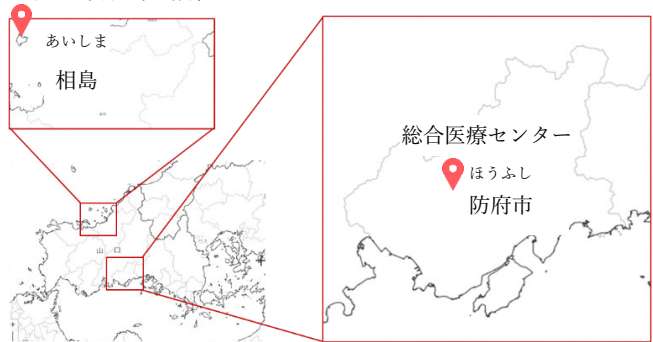 あいしま
相島
総合医療センター
ほうふし
防府市
山 口